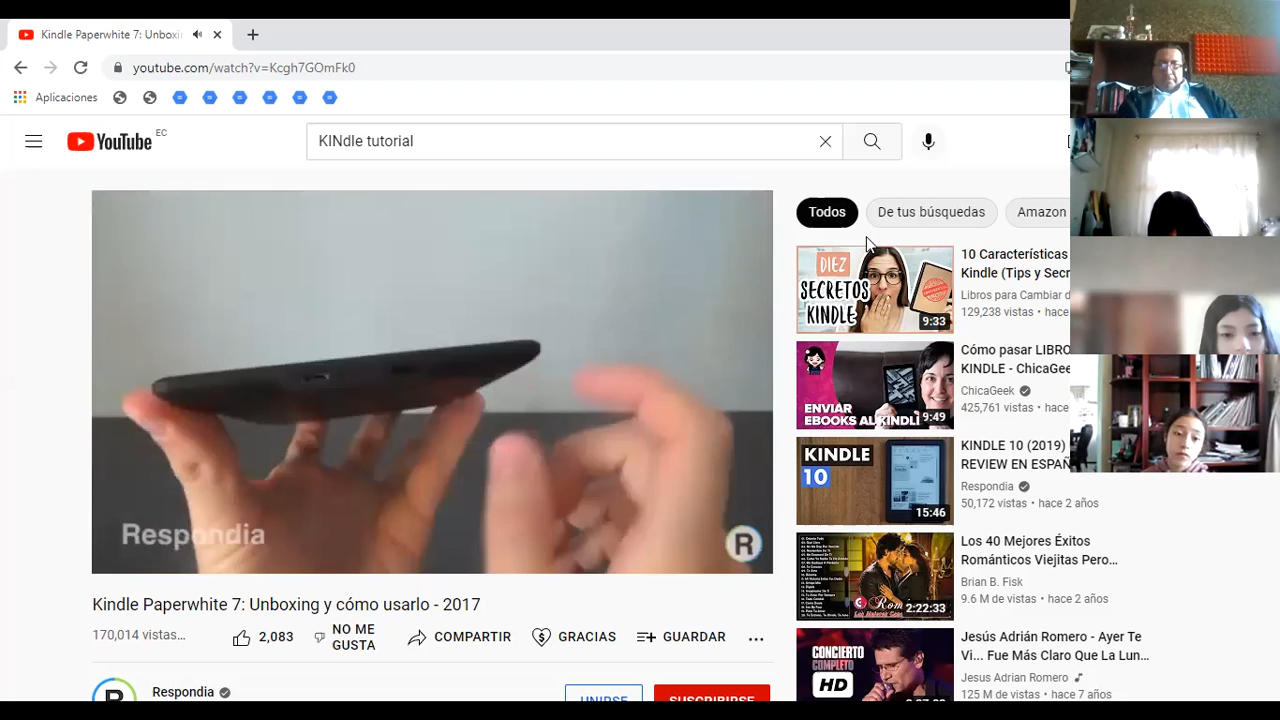 Kindle Paperwhite 7: Unboxin
youtube.com/watch?v=Kcgh7GOmFk0
Aplicaciones
YouTube EC
KINdle tutorial
Todos
De tus búsquedas
Amazon
Respondia
R
DIEZ
SECRETOS
KINDLE
9:33
10 Características
Kindle (Tips y Secr
Libros para Cambiar d
129,238 vistas • hace
ENVIAR
EBOOKS AL KINDLE
9:49
Cómo pasar LIBRO
KINDLE - ChicaGee
ChicaGeek
425,761 vistas • hace
KINDLE
10
15:46
KINDLE 10 (2019)
REVIEW EN ESPAÑ
Respondia
50,172 vistas • hace 2 años
2:22:33
Los 40 Mejores Éxitos
Románticos Viejitas Pero...
Brian B. Fisk
9.6 M de vistas • hace 2 años
CONCIERTO
COMPLETO
HD
Jesús Adrián Romero - Ayer Te
Vi... Fue Más Claro Que La Lun...
Jesus Adrian Romero
125 M de vistas • hace 7 años
Kindle Paperwhite 7: Unboxing y cómo usarlo - 2017
170,014 vistas...
2,083
NO ME
GUSTA
COMPARTIR
GRACIAS
GUARDAR
Respondia
UNIRSE
SUSCRIBIRSE